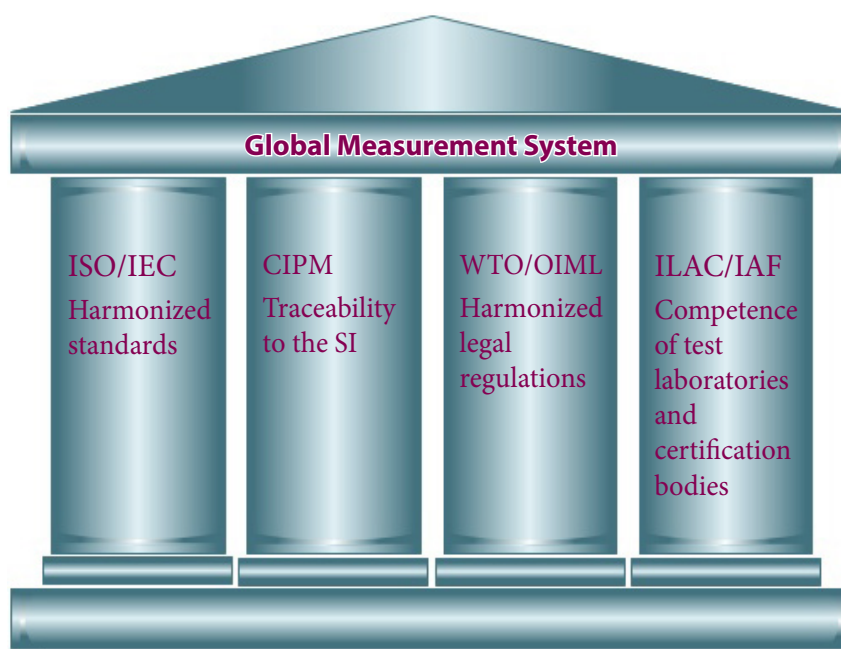 Global Measurement System
ISO/IEC
Harmonized
standards
CIPM
Traceability
to the SI
WTO/OIML
Harmonized
legal
regulations
ILAC/IAF
Competence
of test
laboratories
and
certification
bodies